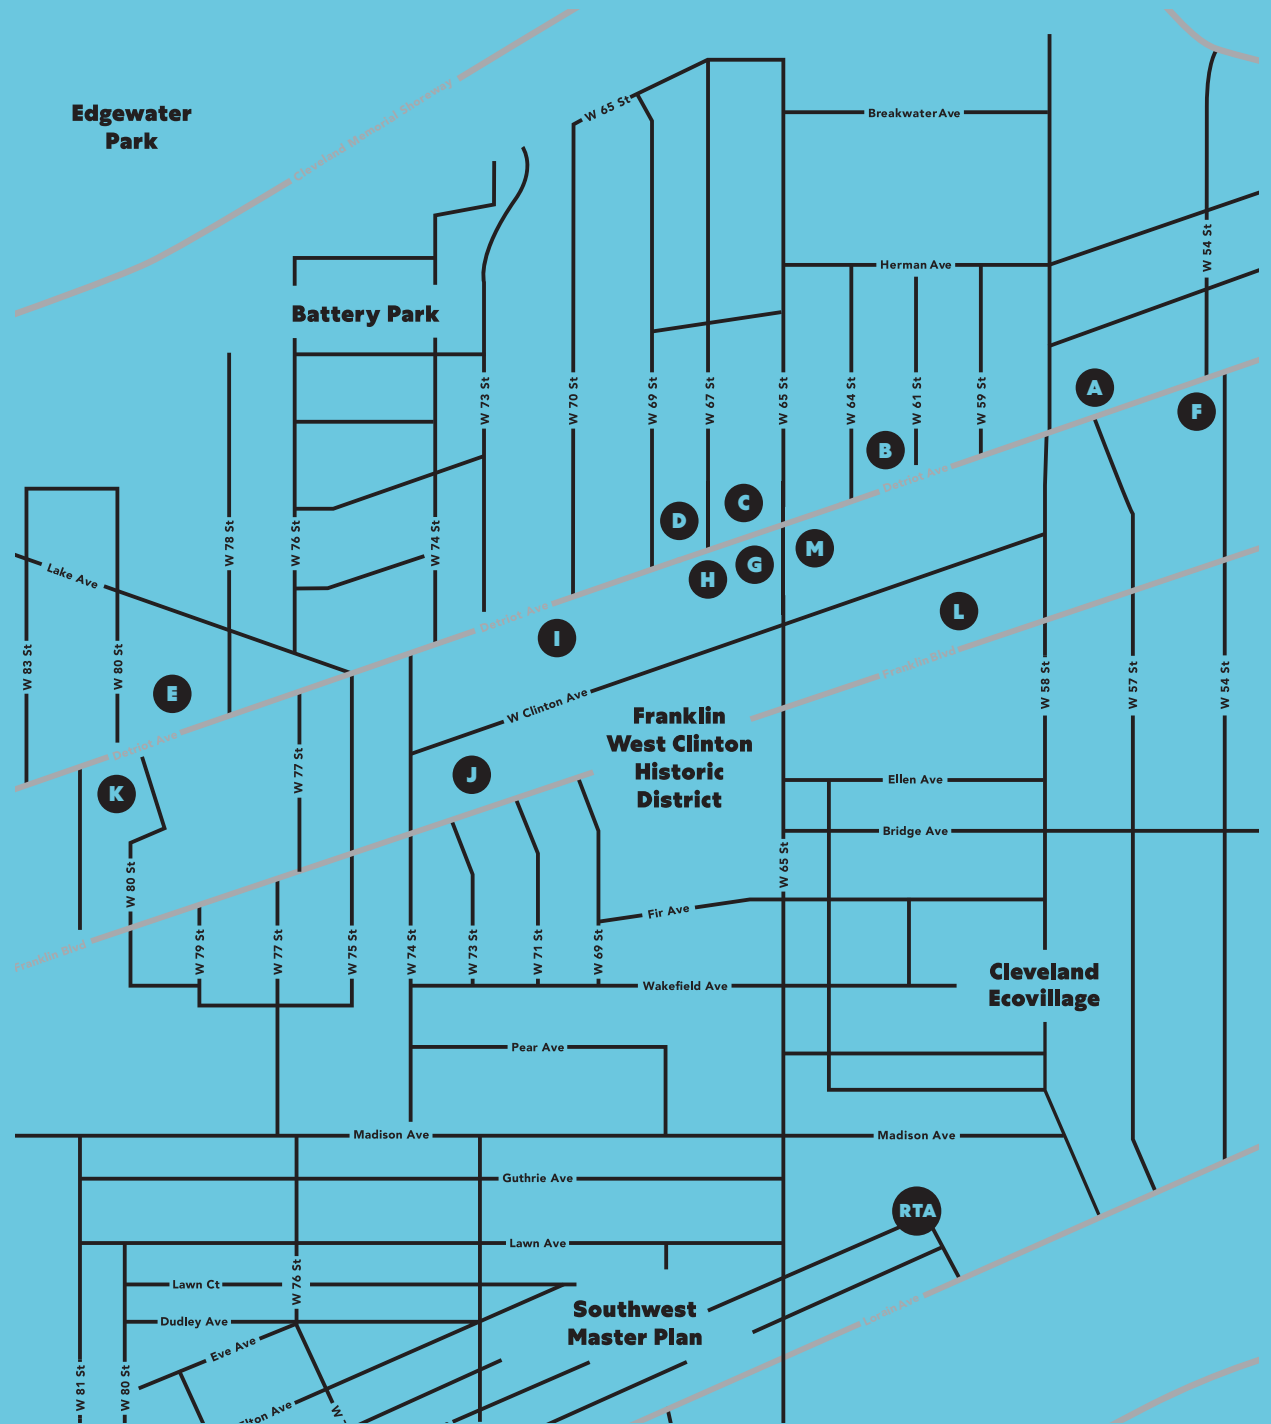 Edgewater
Park
Cleveland Memorial Shoreway
W 65 St
Breakwater Ave
W 54 St
Herman Ave
Battery Park
W 73 St
W 70 St
W 69 St
W 67 St
W 65 St
W 64 St
W 61 St
W 59 St
A
F
B
Detroit Ave
C
D
M
G
H
W 78 St
W 76 St
W 74 St
Lake Ave
Detroit Ave
I
L
Franklin Blvd
W 83 St
W 80 St
E
W 58 St
W 57 St
W 54 St
W Clinton Ave
Franklin
West Clinton
Historic
District
Detroit Ave
W 77 St
J
K
Ellen Ave
Bridge Ave
W 65 St
W 80 St
Fir Ave
Franklin Blvd
W 79 St
W 77 St
W 75 St
W 74 St
W 73 St
W 71 St
W 69 St
Wakefield Ave
Cleveland
Ecovillage
Pear Ave
Madison Ave
Madison Ave
Guthrie Ave
RTA
Lawn Ave
W 76 St
Lawn Ct
Southwest
Master Plan
Lorain Ave
Dudley Ave
Eve Ave
W 81 St
W 80 St
lton Ave
W